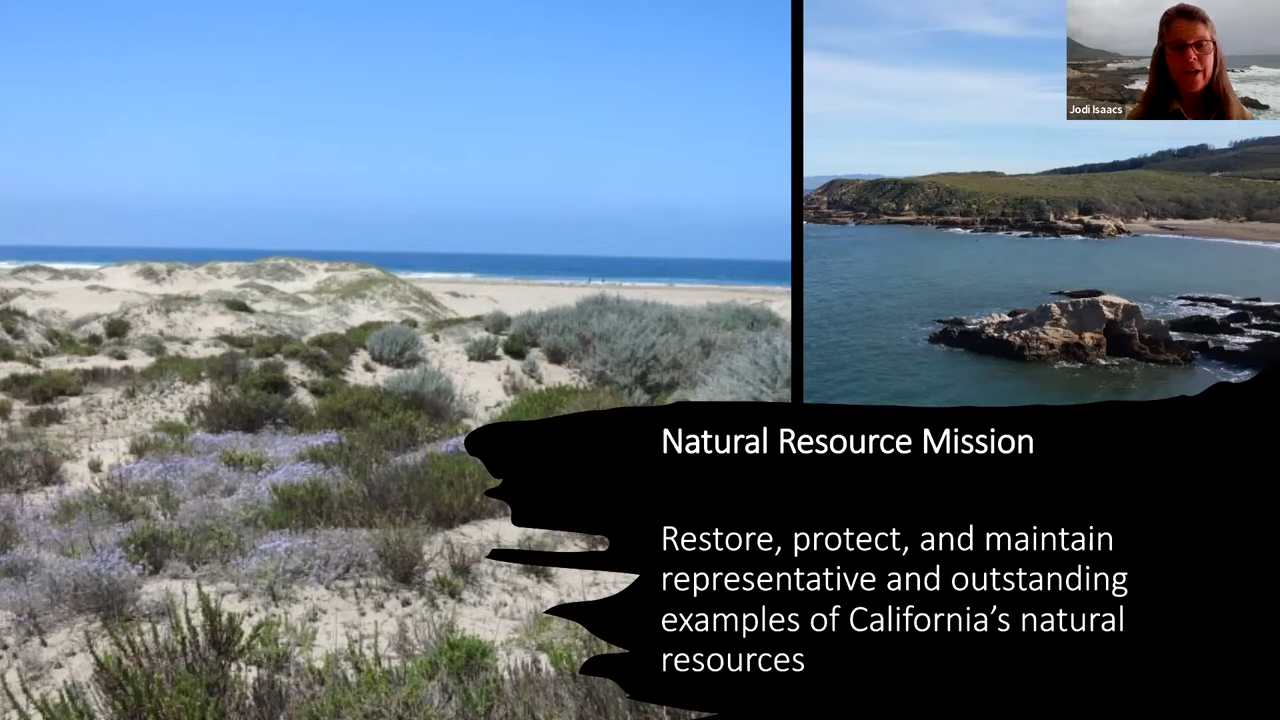 Jodi Isaacs
Natural Resource Mission
Restore, protect, and maintain
representative and outstanding
examples of California’s natural
resources